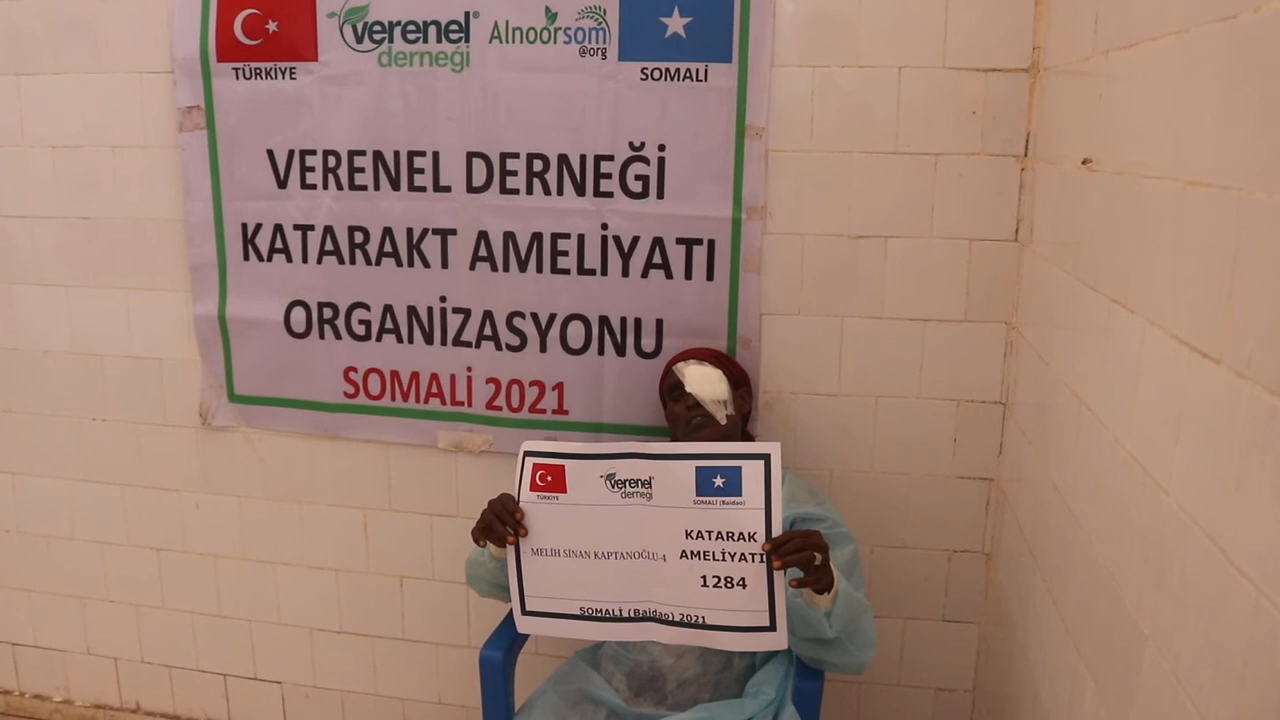 TÜRKİYE
verenel®
derneği
Alnoorsom
@org
SOMALİ
VERENEL DERNEĞİ
KATARAKT AMELİYATI
ORGANİZASYONU
SOMALİ 2021
TÜRKİYE
verenel
derneği
SOMALİ (Baidao)
MELİH SİNAN KAPTANOĞLU-4
KATARAK
AMELİYATI
1284
SOMALİ (Baidao) 2021